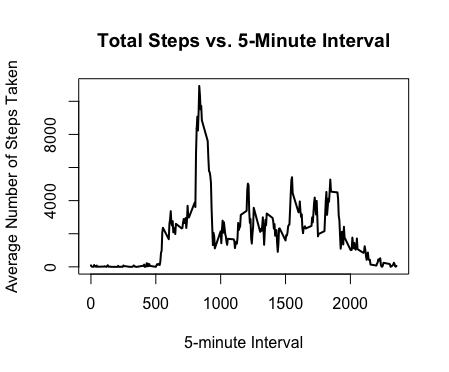 Total Steps vs. 5-Minute Interval
Average Number of Steps Taken
8000
4000
0
0 500 1000 1500 2000
5-minute Interval